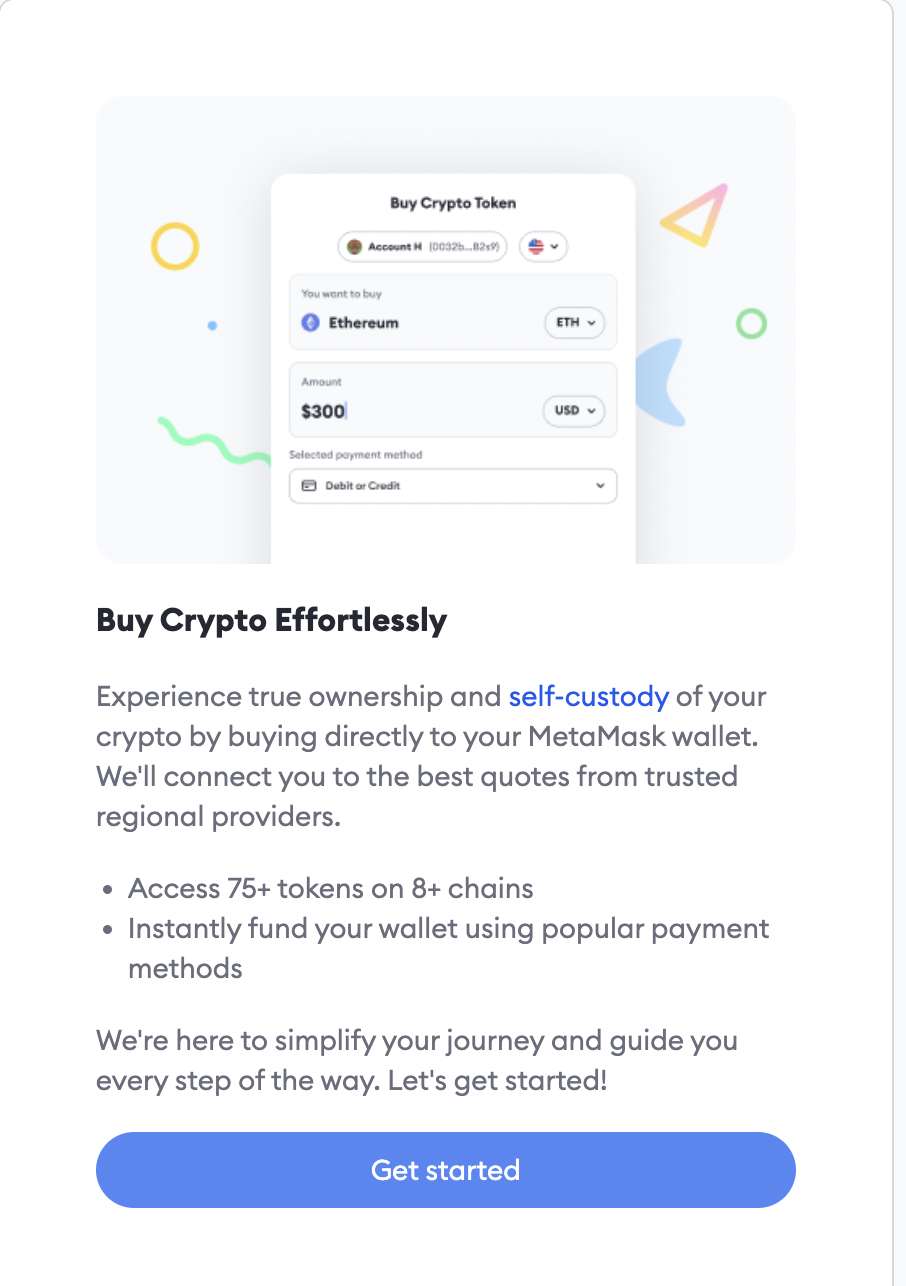 Buy Crypto Token
Account H (0032b...82s9)
You want to buy
Ethereum
ETH
Amount
$300
USD
Selected payment method
Debit or Credit
Buy Crypto Effortlessly
Experience true ownership and self-custody of your
crypto by buying directly to your MetaMask wallet.
We'll connect you to the best quotes from trusted
regional providers.
• Access 75+ tokens on 8+ chains
• Instantly fund your wallet using popular payment
methods
We're here to simplify your journey and guide you
every step of the way. Let's get started!
Get started